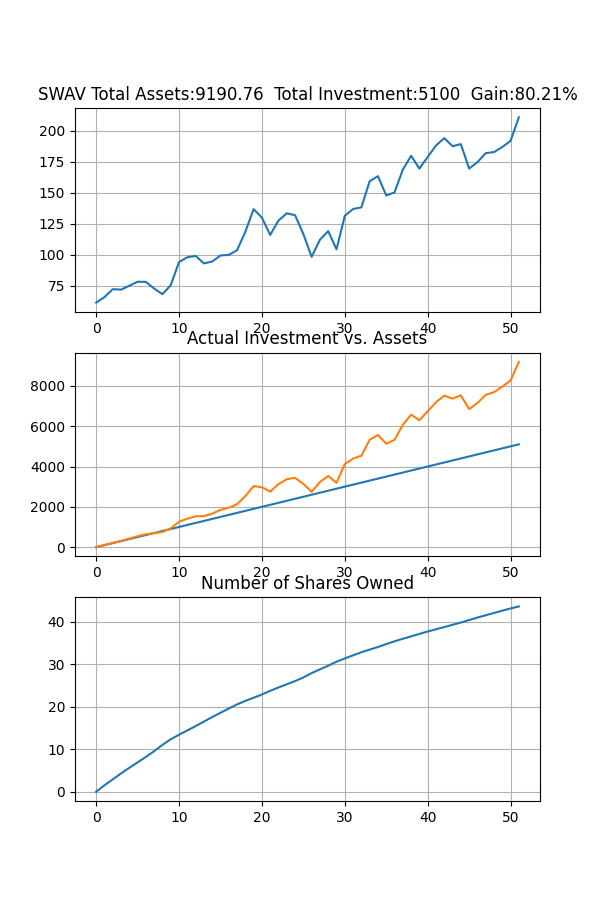 SWAV Total Assets:9190.76  Total Investment:5100  Gain:80.21%
200
175
150
125
100
75
0 10 20 30 40 50
Actual Investment vs. Assets
8000
6000
4000
2000
0
0 10 20 30 40 50
Number of Shares Owned
40
30
20
10
0
0 10 20 30 40 50